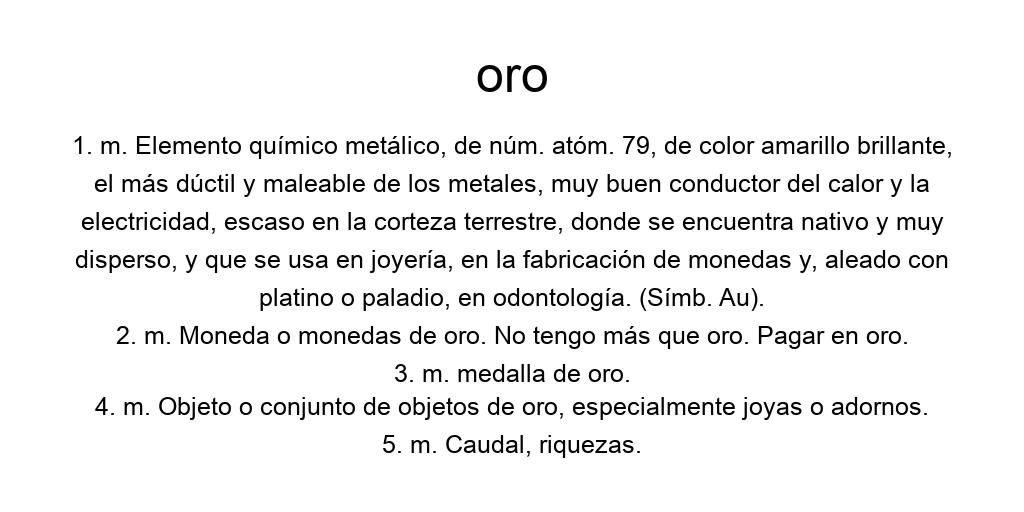 oro
1. m. Elemento químico metálico, de núm. atóm. 79, de color amarillo brillante,
el más dúctil y maleable de los metales, muy buen conductor del calor y la
electricidad, escaso en la corteza terrestre, donde se encuentra nativo y muy
disperso, y que se usa en joyería, en la fabricación de monedas y, aleado con
platino o paladio, en odontología. (Símb. Au).
2. m. Moneda o monedas de oro. No tengo más que oro. Pagar en oro.
3. m. medalla de oro.
4. m. Objeto o conjunto de objetos de oro, especialmente joyas o adornos.
5. m. Caudal, riquezas.